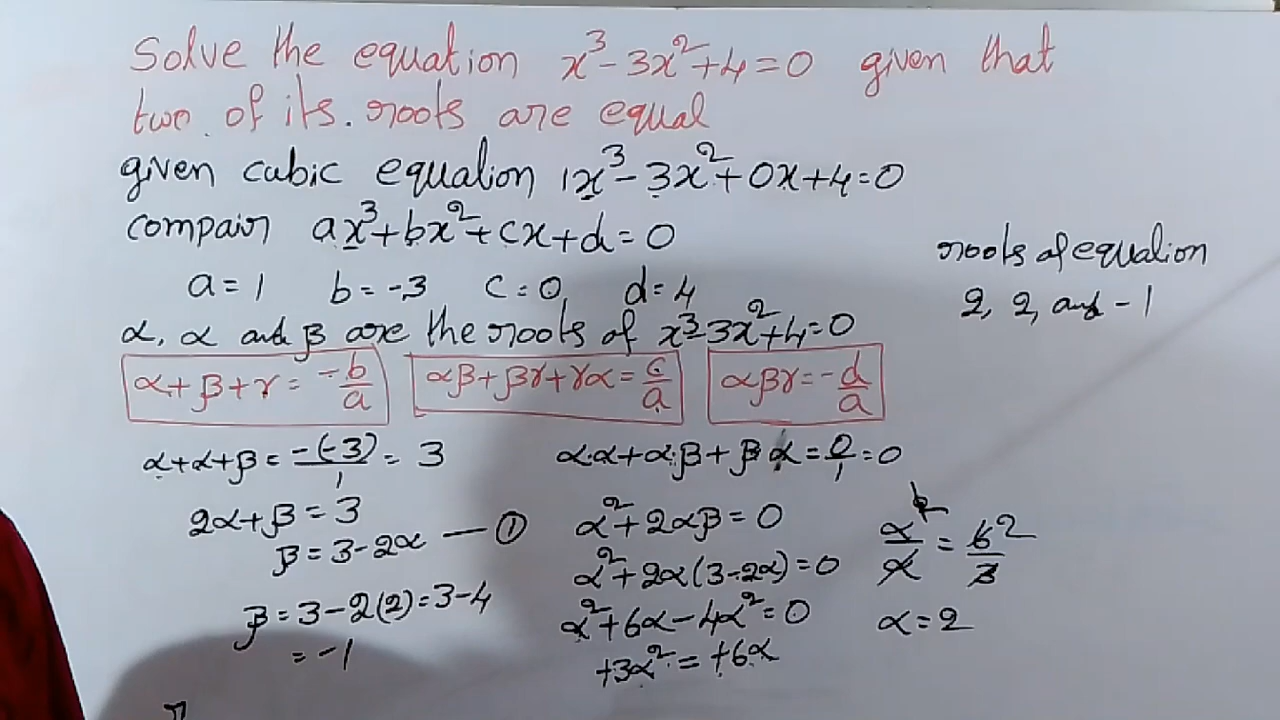 Solve the equation x³-3x²+4=0 given that
two of its roots are equal
given cubic equation 1x³-3x²+0x+4=0
compair ax³+bx²+cx+d=0
a=1 b=-3 c=0 d=4
α, α and β are the roots of x³-3x²+4=0
α+β+γ=-b/a αβ+βγ+γα=c/a αβγ=-d/a
α+α+β=-(-3)/1=3
2α+β=3
β=3-2α — ①
β=3-2(2)=3-4
=-1
α·α+α·β+βα=0/1=0
α²+2αβ=0
α²+2α(3-2α)=0
α²+6α-4α²=0
+3α²=+6α
α²/α=6²/3
α=2
roots of equation
2, 2, and -1